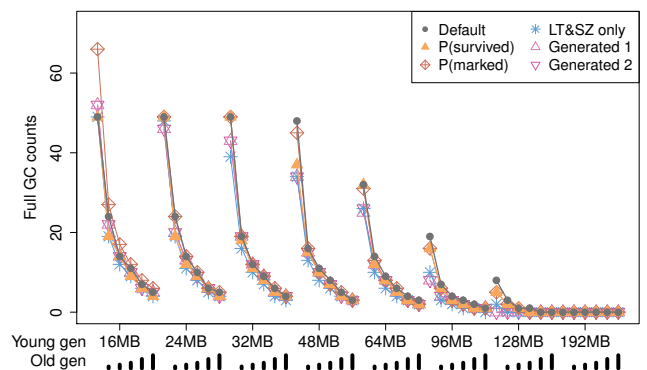 Default
P(survived)
P(marked)
LT&SZ only
Generated 1
Generated 2
Full GC counts
60
40
20
0
Young gen 16MB 24MB 32MB 48MB 64MB 96MB 128MB 192MB
Old gen